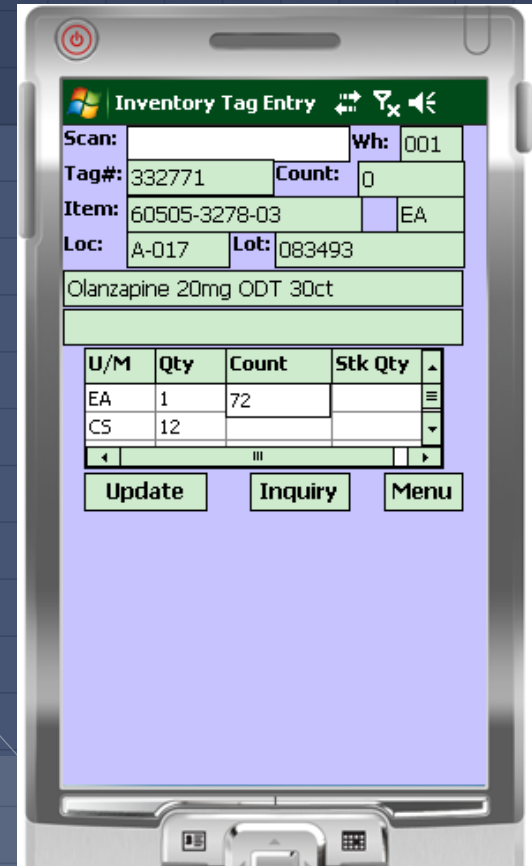 Inventory Tag Entry
Scan: Wh: 001
Tag#: 332771 Count: 0
Item: 60505-3278-03 EA
Loc: A-017 Lot: 083493
Olanzapine 20mg ODT 30ct
U/M Qty Count Stk Qty
EA 1 72
CS 12
Update Inquiry Menu